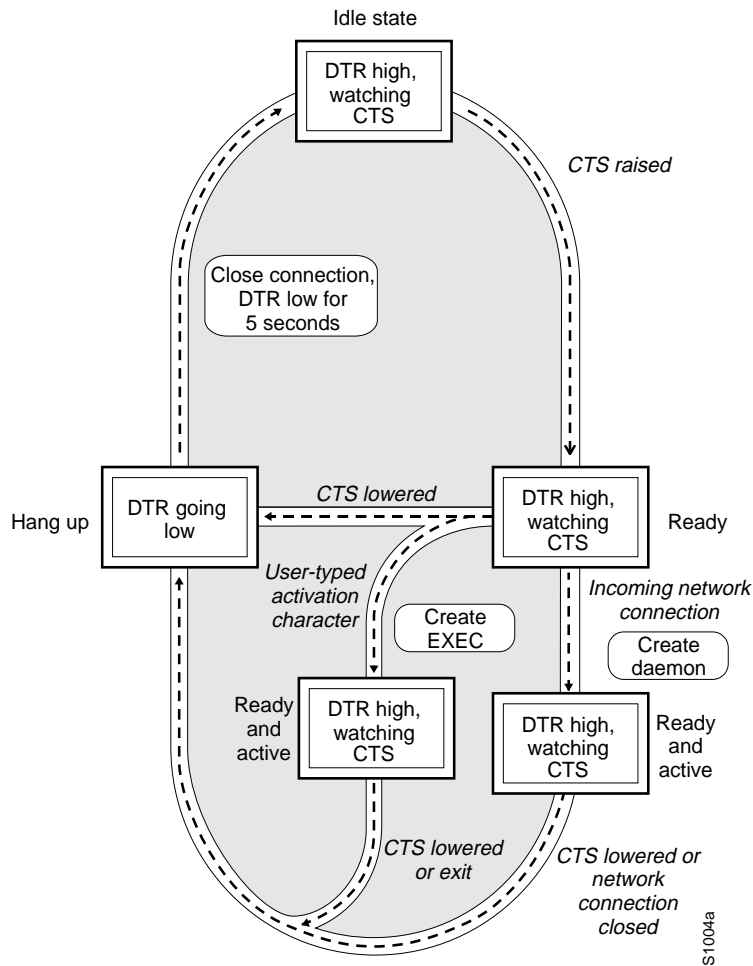 Idle state
DTR high,
watching
CTS
CTS raised
Close connection,
DTR low for
5 seconds
Hang up
DTR going
low
CTS lowered
DTR high,
watching
CTS
Ready
User-typed
activation
character
Create
EXEC
Incoming network
connection
Create
daemon
Ready
and
active
DTR high,
watching
CTS
DTR high,
watching
CTS
Ready
and
active
CTS lowered
or exit
CTS lowered or
network
connection
closed
S1004a